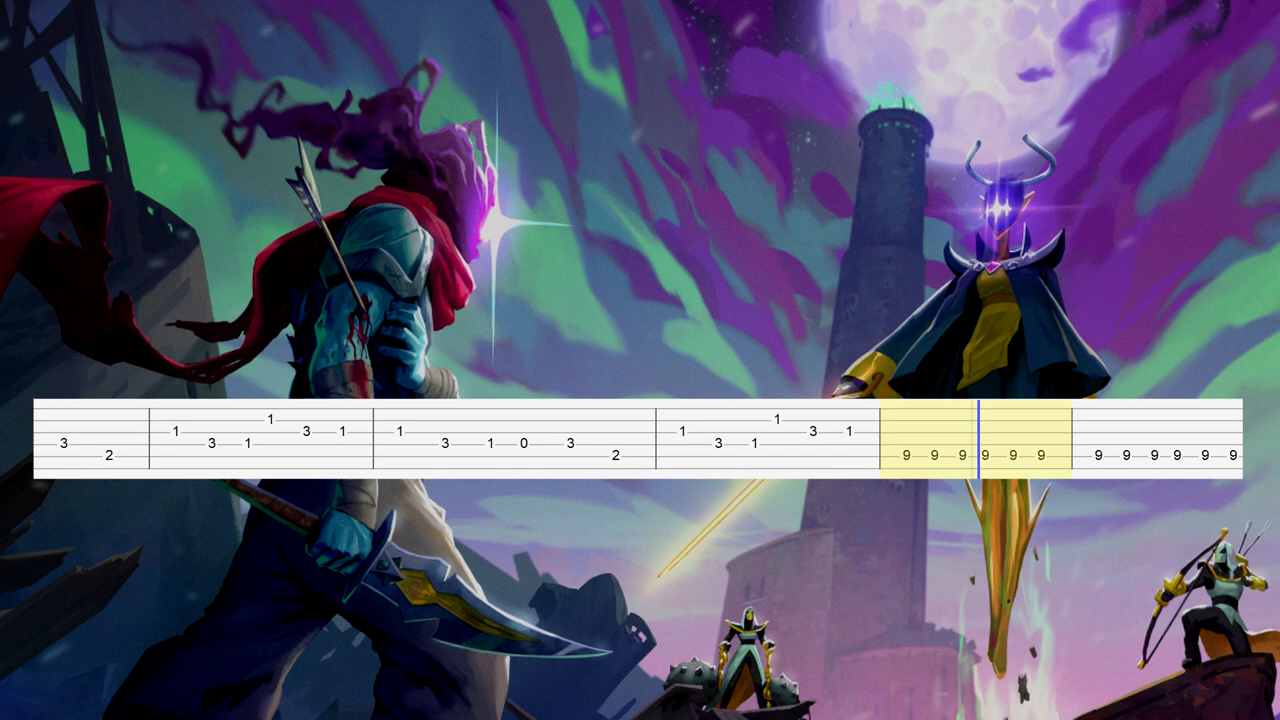 1 1
1 3 1 1 1 3 1
3 3 1 3 1 0 3 3 1
2 2 9 9 9 9 9 9 9 9 9 9 9 9